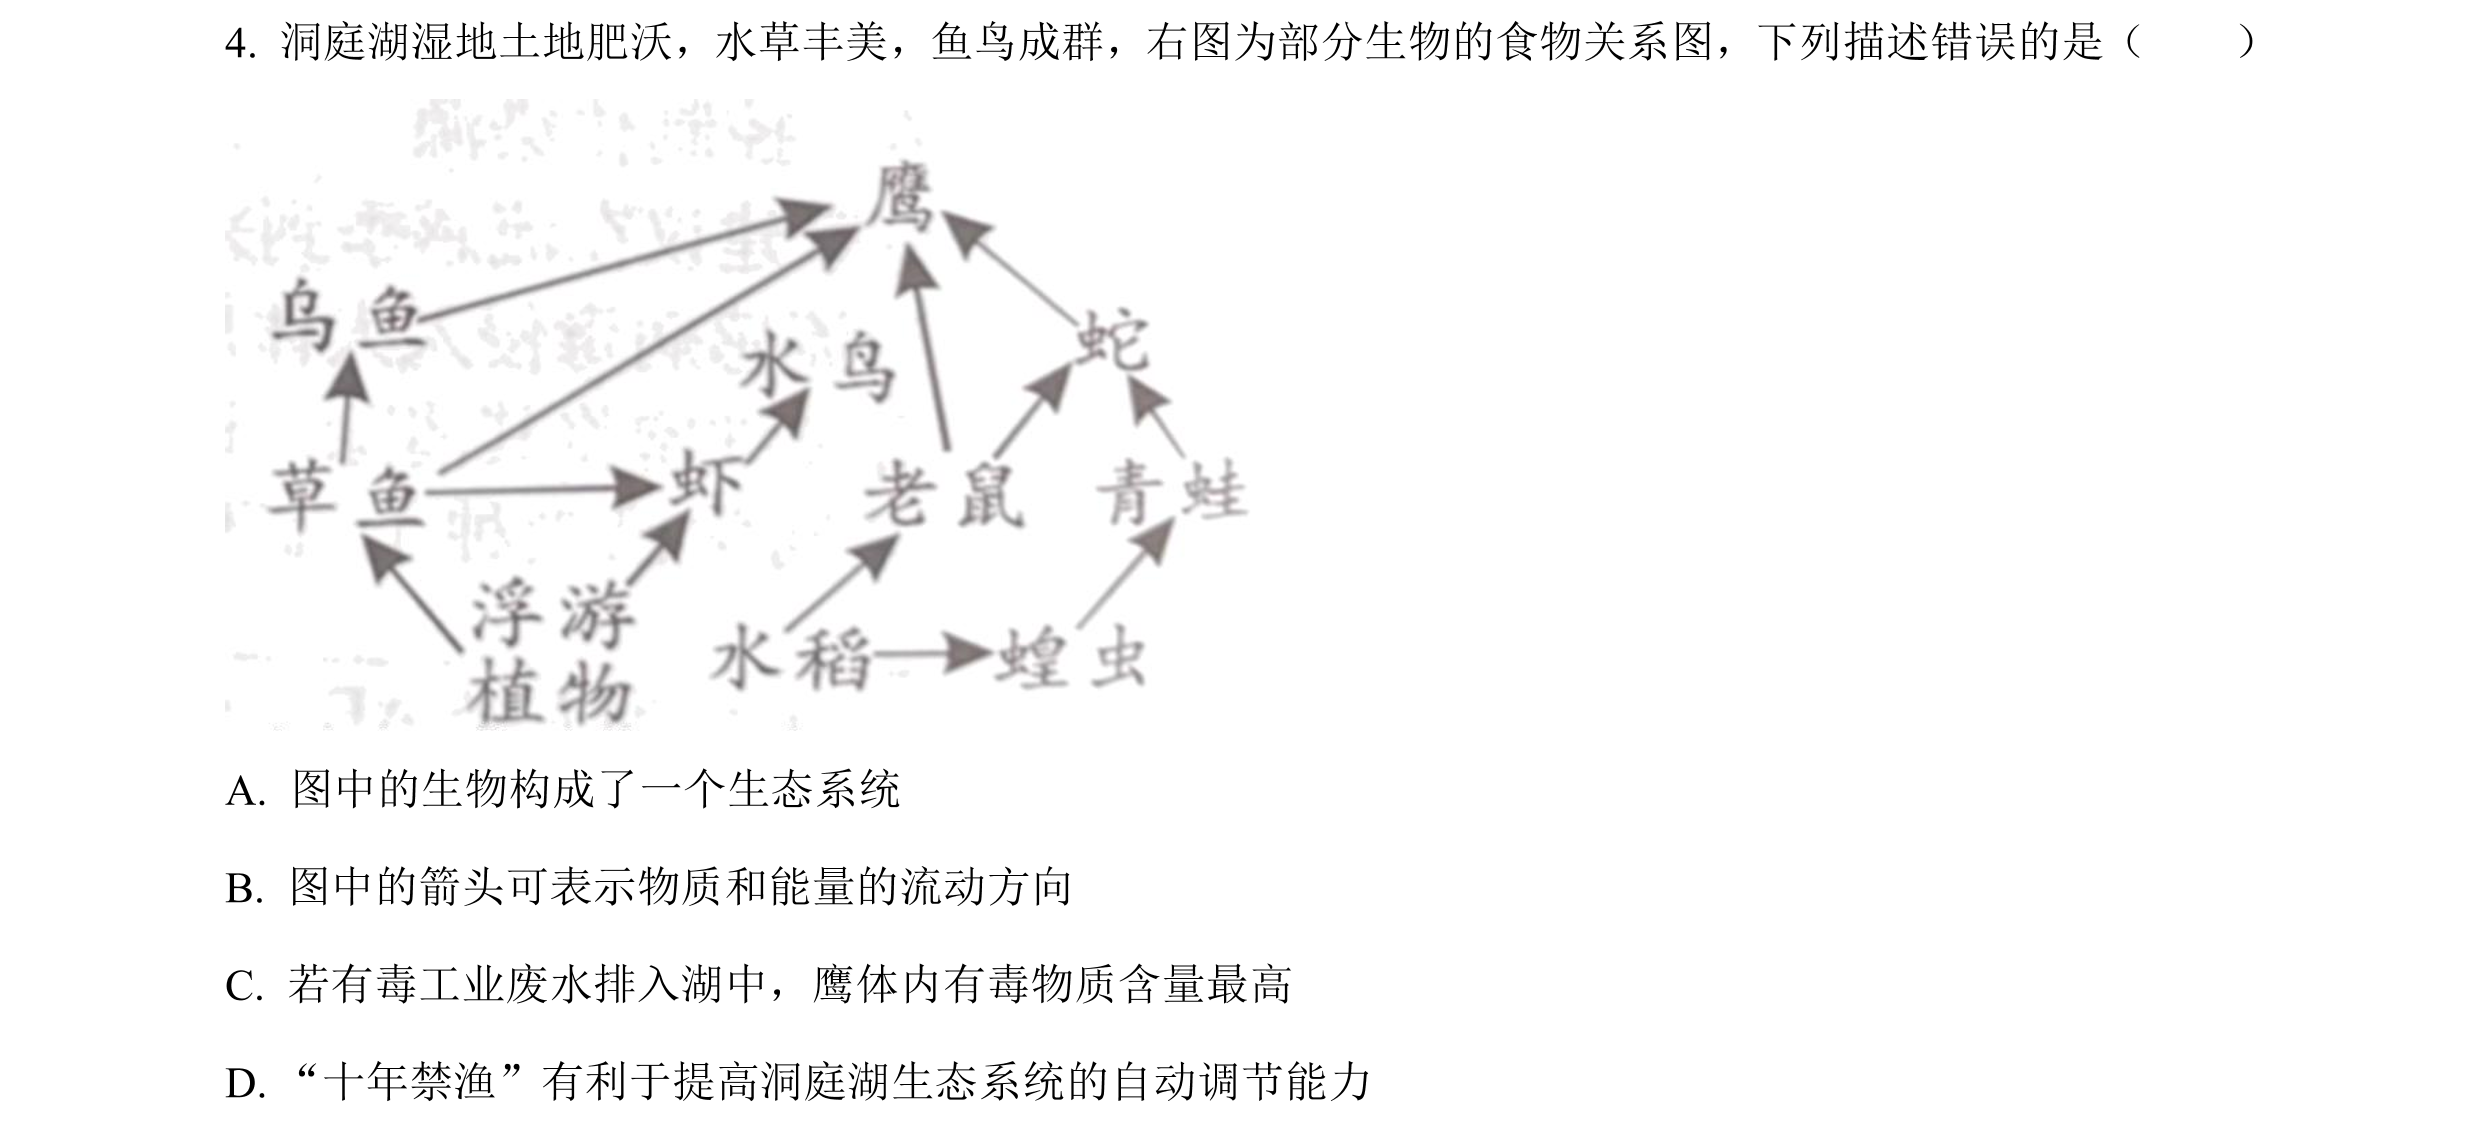 4. 洞庭湖湿地土地肥沃，水草丰美，鱼鸟成群，右图为部分生物的食物关系图，下列描述错误的是（　　）
鹰
乌鱼
水鸟
蛇
草鱼
虾
老鼠
青蛙
浮游
植物
水稻
蝗虫
A. 图中的生物构成了一个生态系统
B. 图中的箭头可表示物质和能量的流动方向
C. 若有毒工业废水排入湖中，鹰体内有毒物质含量最高
D. “十年禁渔”有利于提高洞庭湖生态系统的自动调节能力